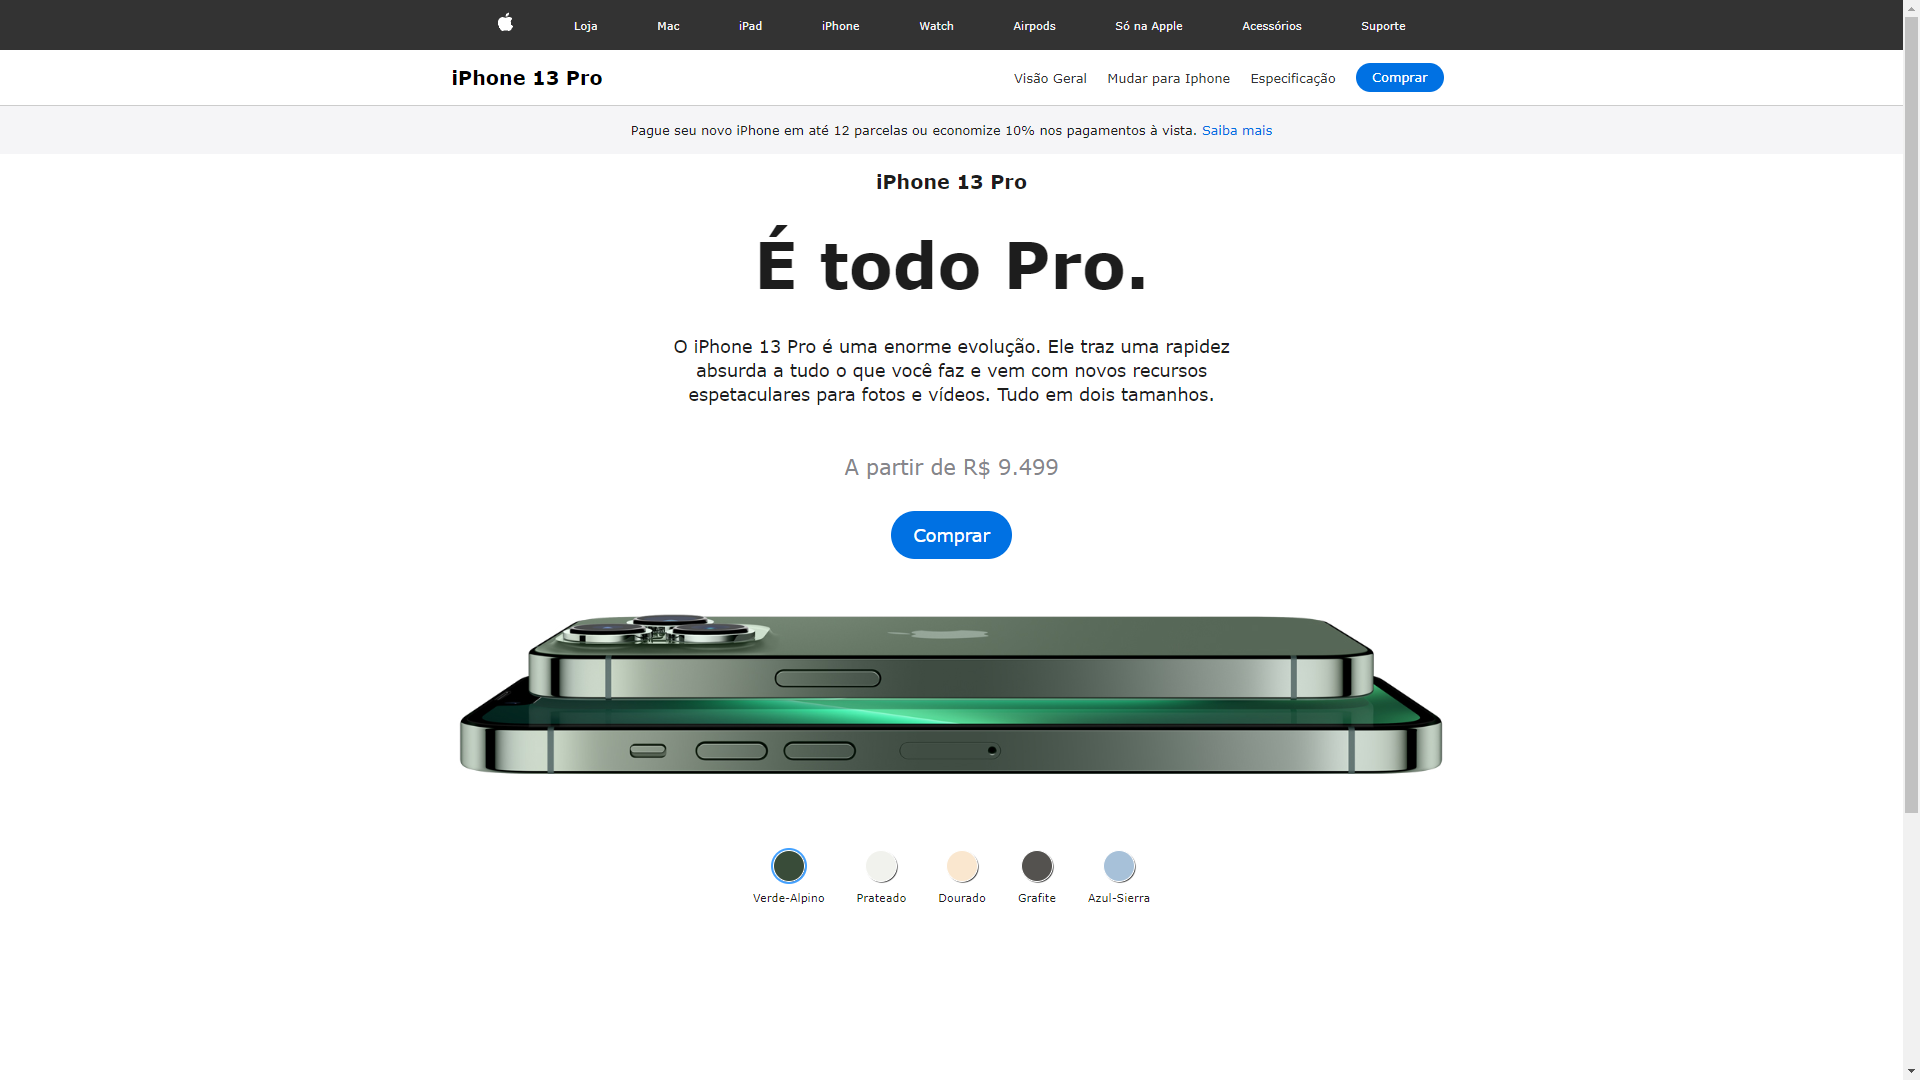 Loja Mac iPad iPhone Watch Airpods Só na Apple Acessórios Suporte
iPhone 13 Pro Visão Geral Mudar para Iphone Especificação Comprar
Pague seu novo iPhone em até 12 parcelas ou economize 10% nos pagamentos à vista. Saiba mais
iPhone 13 Pro
É todo Pro.
O iPhone 13 Pro é uma enorme evolução. Ele traz uma rapidez
absurda a tudo o que você faz e vem com novos recursos
espetaculares para fotos e vídeos. Tudo em dois tamanhos.
A partir de R$ 9.499
Comprar
Verde-Alpino Prateado Dourado Grafite Azul-Sierra